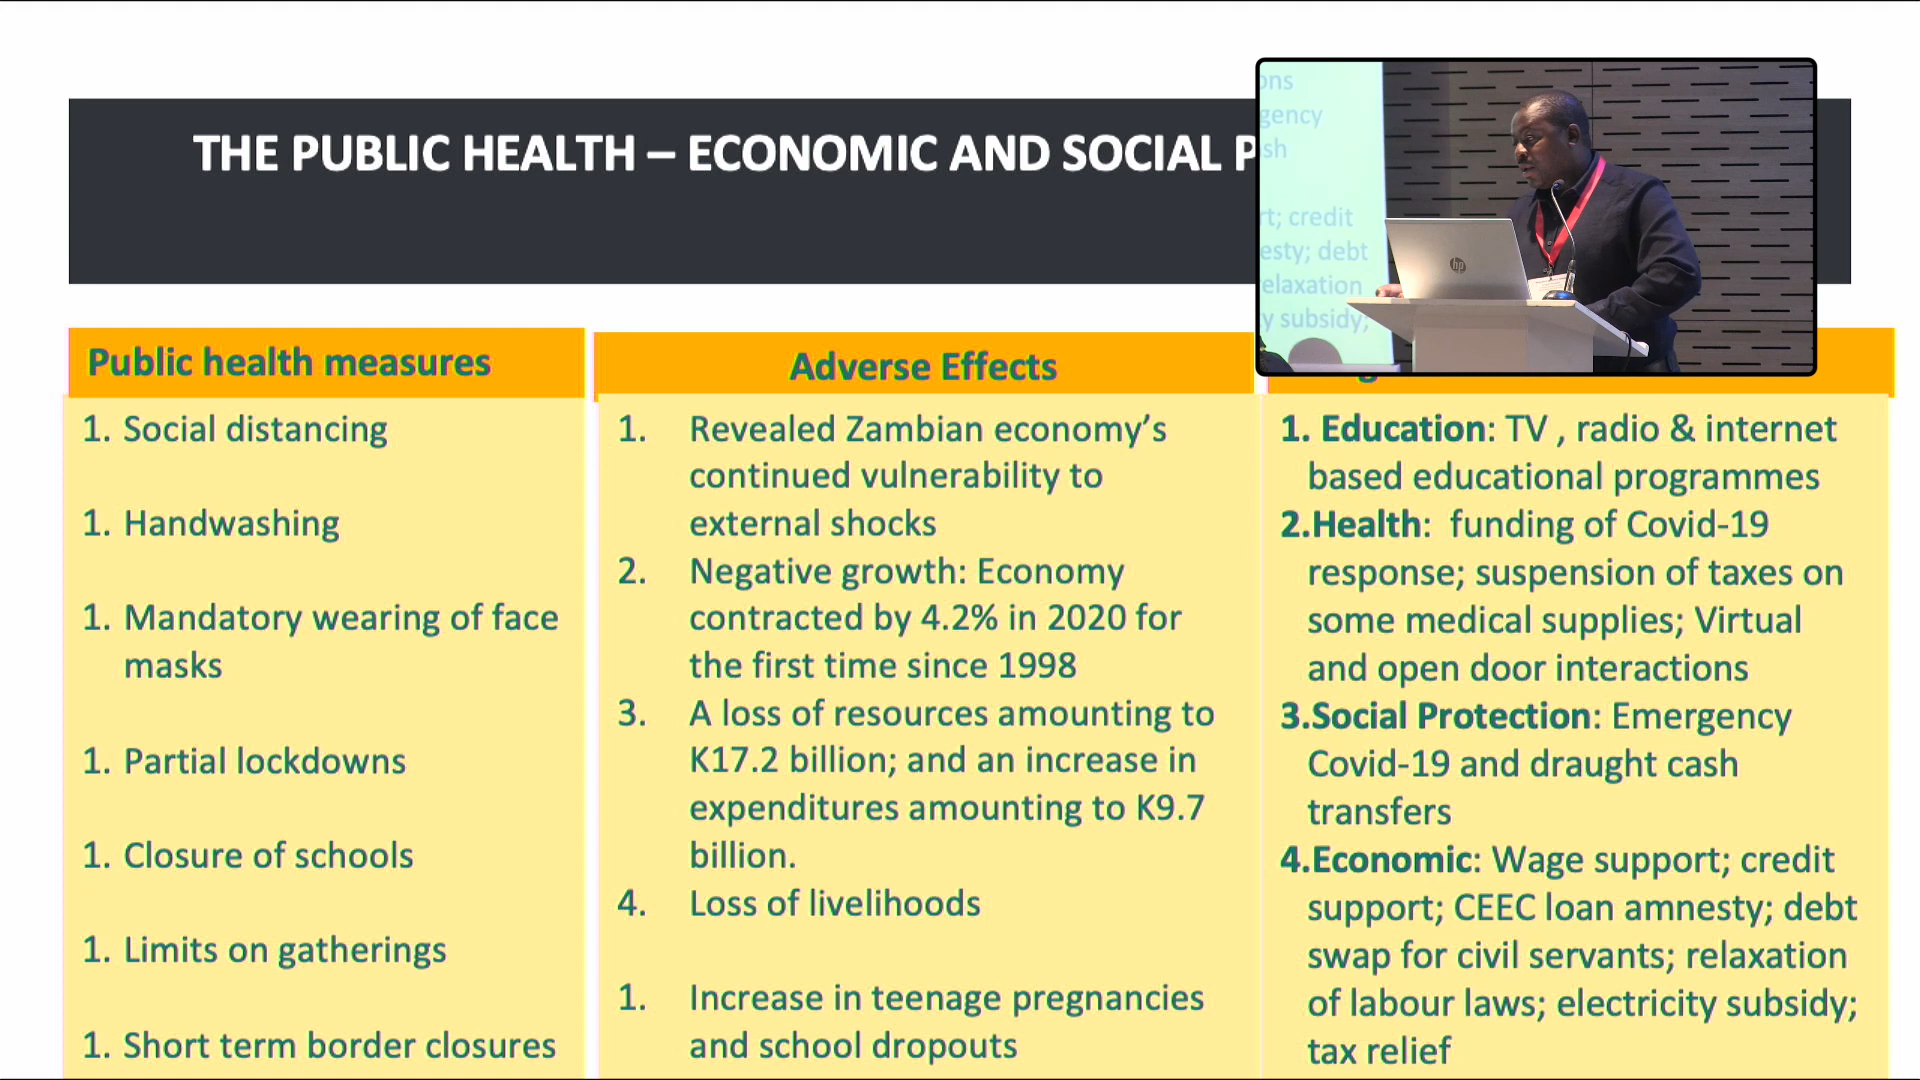 THE PUBLIC HEALTH – ECONOMIC AND SOCIAL P
gency
rt; credit
debt
elaxation
y subsidy;
hp
Public health measures
1. Social distancing
1. Handwashing
1. Mandatory wearing of face
masks
1. Partial lockdowns
1. Closure of schools
1. Limits on gatherings
1. Short term border closures
Adverse Effects
1. Revealed Zambian economy’s
continued vulnerability to
external shocks
2. Negative growth: Economy
contracted by 4.2% in 2020 for
the first time since 1998
3. A loss of resources amounting to
K17.2 billion; and an increase in
expenditures amounting to K9.7
billion.
4. Loss of livelihoods
1. Increase in teenage pregnancies
and school dropouts
1. Education: TV , radio & internet
based educational programmes
2.Health: funding of Covid-19
response; suspension of taxes on
some medical supplies; Virtual
and open door interactions
3.Social Protection: Emergency
Covid-19 and draught cash
transfers
4.Economic: Wage support; credit
support; CEEC loan amnesty; debt
swap for civil servants; relaxation
of labour laws; electricity subsidy;
tax relief